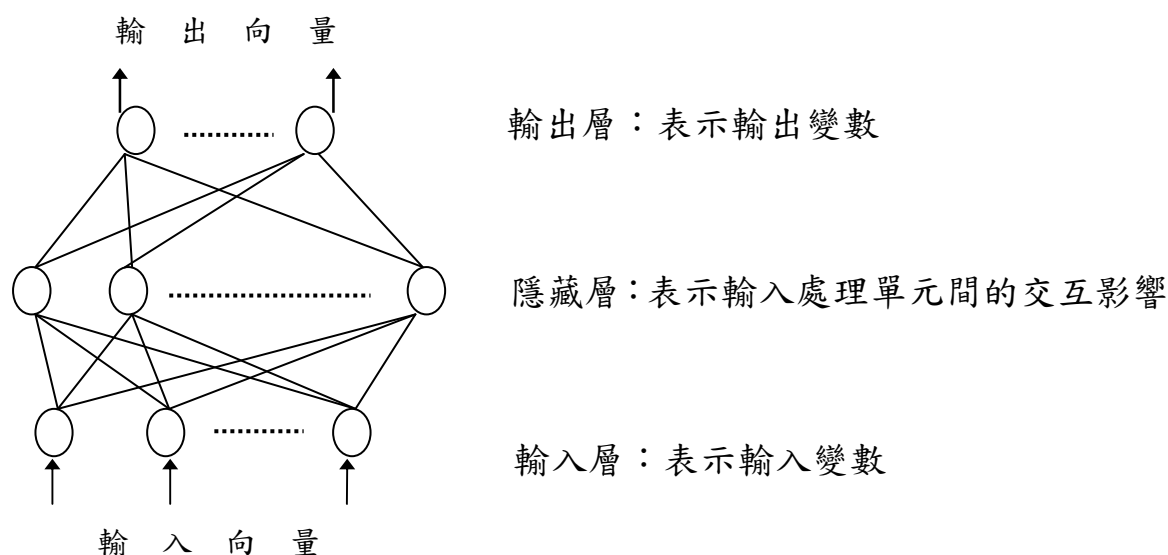 輸 出 向 量
輸出層：表示輸出變數
隱藏層：表示輸入處理單元間的交互影響
輸入層：表示輸入變數
輸 入 向 量